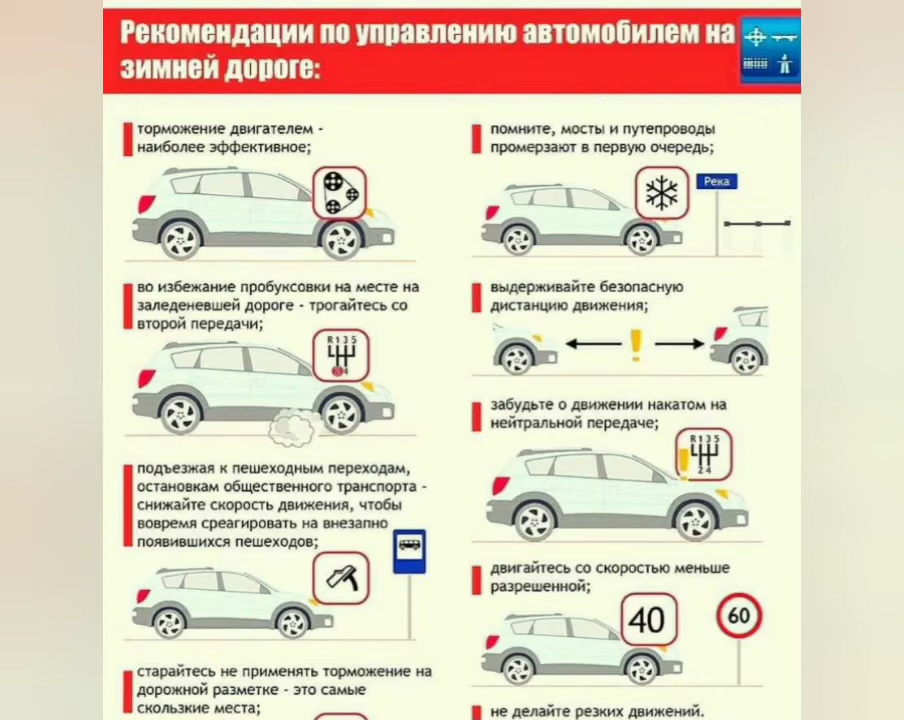 Рекомендации по управлению автомобилем на
зимней дороге:
торможение двигателем -
наиболее эффективное;
во избежание пробуксовки на месте на
заледеневшей дороге - трогайтесь со
второй передачи;
R 1 3 5
4
подъезжая к пешеходным переходам,
остановкам общественного транспорта -
снижайте скорость движения, чтобы
вовремя среагировать на внезапно
появившихся пешеходов;
старайтесь не применять торможение на
дорожной разметке - это самые
скользкие места;
помните, мосты и путепроводы
промерзают в первую очередь;
Река
выдерживайте безопасную
дистанцию движения;
!
забудьте о движении накатом на
нейтральной передаче;
R 1 3 5
2 4
двигайтесь со скоростью меньше
разрешенной;
40
60
не делайте резких движений.